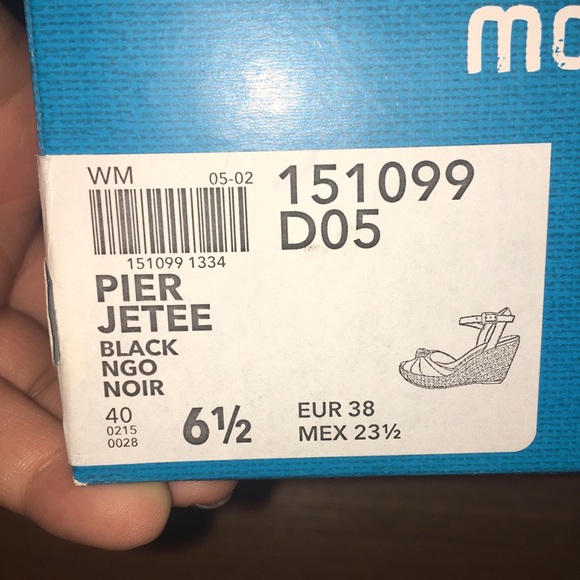 WM 05-02
151099 1334
151099
D05
PIER
JETEE
BLACK
NGO
NOIR
40
0215
0028
6½
EUR 38
MEX 23½